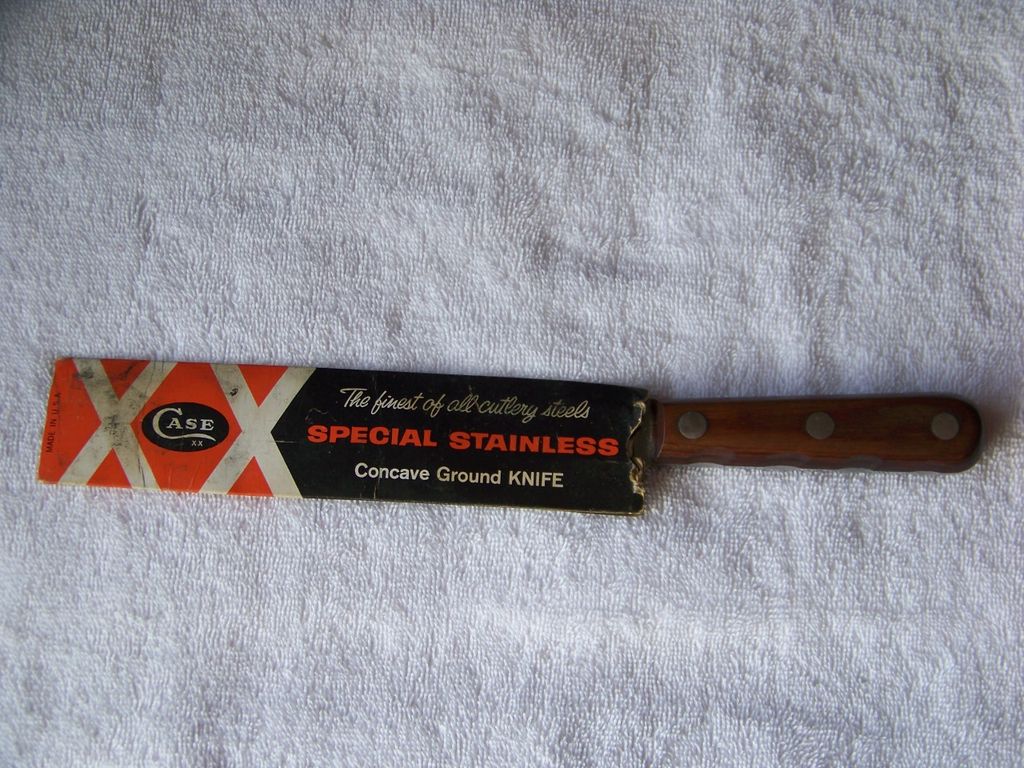 MADE IN U.S.A
CASE
XX
The finest of all cutlery steels
SPECIAL STAINLESS
Concave Ground KNIFE